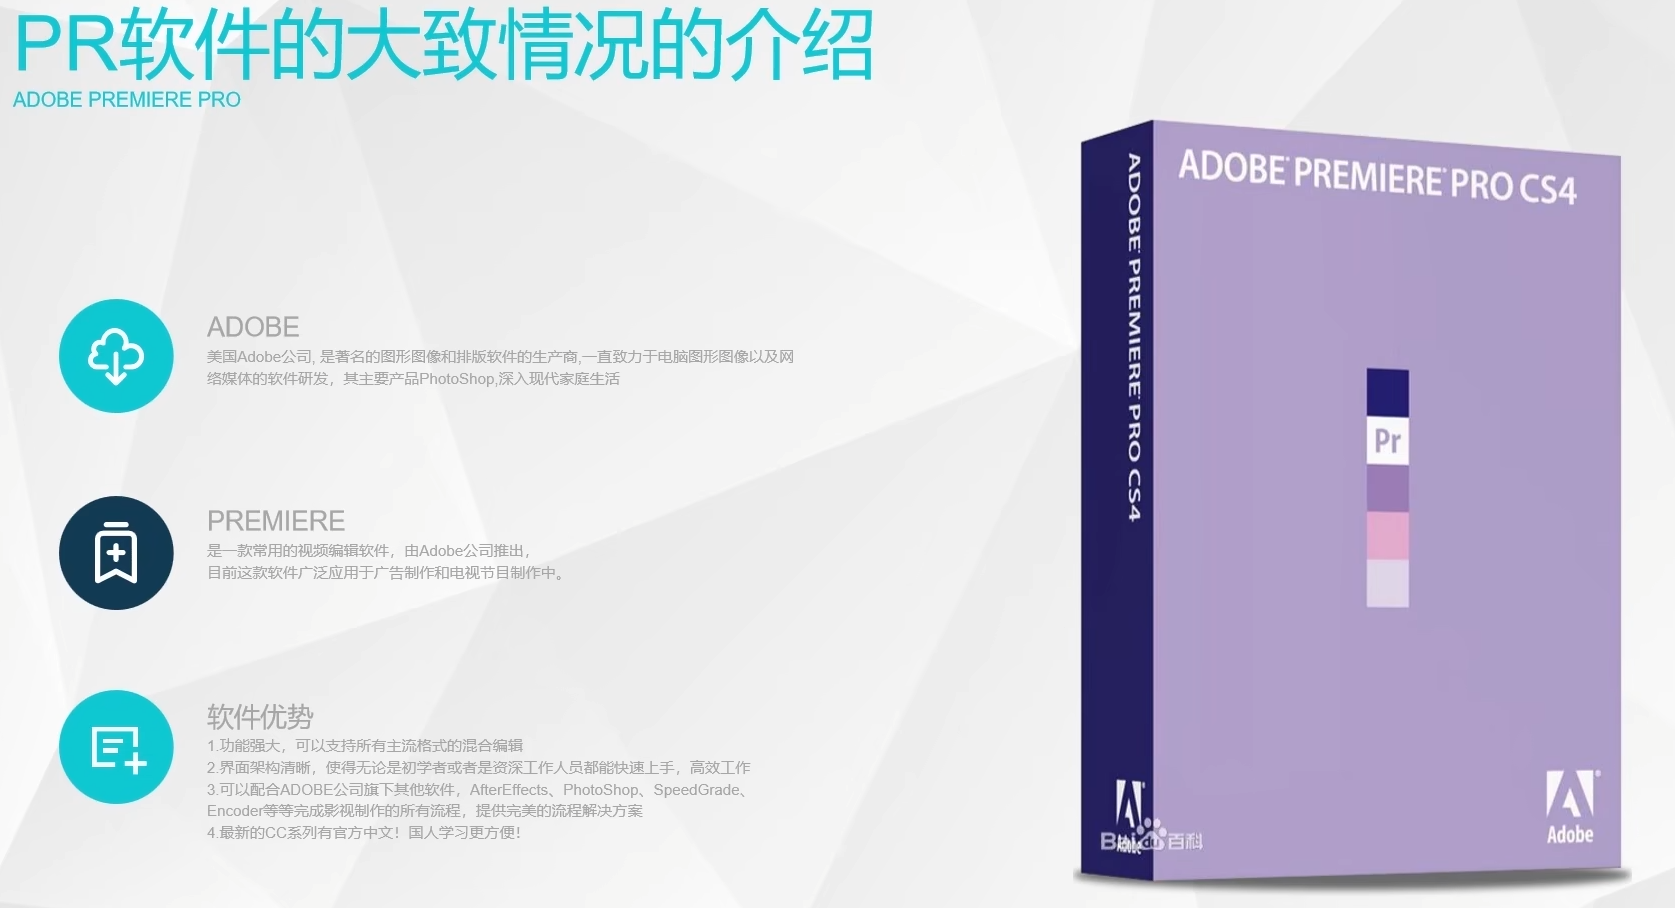 PR软件的大致情况的介绍
ADOBE PREMIERE PRO
ADOBE
美国Adobe公司, 是著名的图形图像和排版软件的生产商,一直致力于电脑图形图像以及网
络媒体的软件研发，其主要产品PhotoShop,深入现代家庭生活
PREMIERE
是一款常用的视频编辑软件，由Adobe公司推出，
目前这款软件广泛应用于广告制作和电视节目制作中。
软件优势
1.功能强大，可以支持所有主流格式的混合编辑
2.界面架构清晰，使得无论是初学者或者是资深工作人员都能快速上手，高效工作
3.可以配合ADOBE公司旗下其他软件，AfterEffects、PhotoShop、SpeedGrade、
Encoder等等完成影视制作的所有流程，提供完美的流程解决方案
4.最新的CC系列有官方中文！国人学习更方便！
ADOBE® PREMIERE® PRO CS4
ADOBE® PREMIERE® PRO CS4
Pr
Adobe
Baidu百科
Adobe